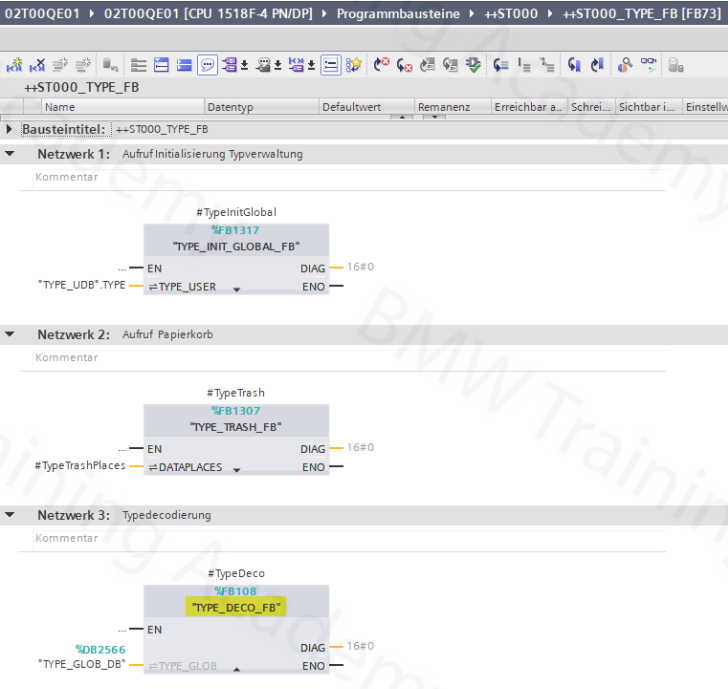 02T00QE01 ▸ 02T00QE01 [CPU 1518F-4 PN/DP] ▸ Programmbausteine ▸ ++ST000 ▸ ++ST000_TYPE_FB [FB73]
++ST000_TYPE_FB
Name Datentyp Defaultwert Remanenz Erreichbar a.. Schrei... Sichtbar i... Einstellw
Bausteintitel: ++ST000_TYPE_FB
Netzwerk 1: Aufruf Initialisierung Typverwaltung
Kommentar
#TypeInitGlobal
%FB1317
"TYPE_INIT_GLOBAL_FB"
... EN DIAG 16#0
"TYPE_UDB".TYPE TYPE_USER ENO
Netzwerk 2: Aufruf Papierkorb
Kommentar
#TypeTrash
%FB1307
"TYPE_TRASH_FB"
... EN DIAG 16#0
#TypeTrashPlaces DATAPLACES ENO
Netzwerk 3: Typedecodierung
Kommentar
#TypeDeco
%FB108
"TYPE_DECO_FB"
... EN
%DB2566 DIAG 16#0
"TYPE_GLOB_DB" TYPE_GLOB ENO
BMW Training Academy